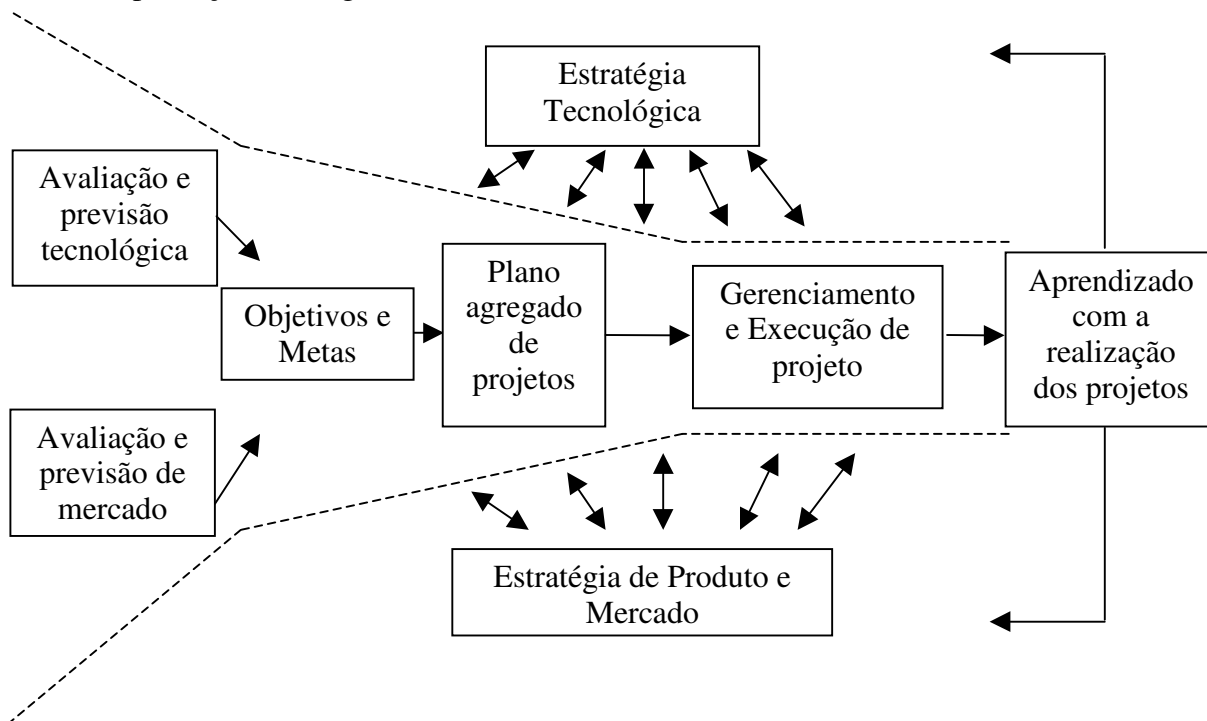 Estratégia
Tecnológica
Avaliação e
previsão
tecnológica
Objetivos e
Metas
Plano
agregado
de
projetos
Gerenciamento
e Execução de
projeto
Aprendizado
com a
realização
dos projetos
Avaliação e
previsão de
mercado
Estratégia de Produto e
Mercado